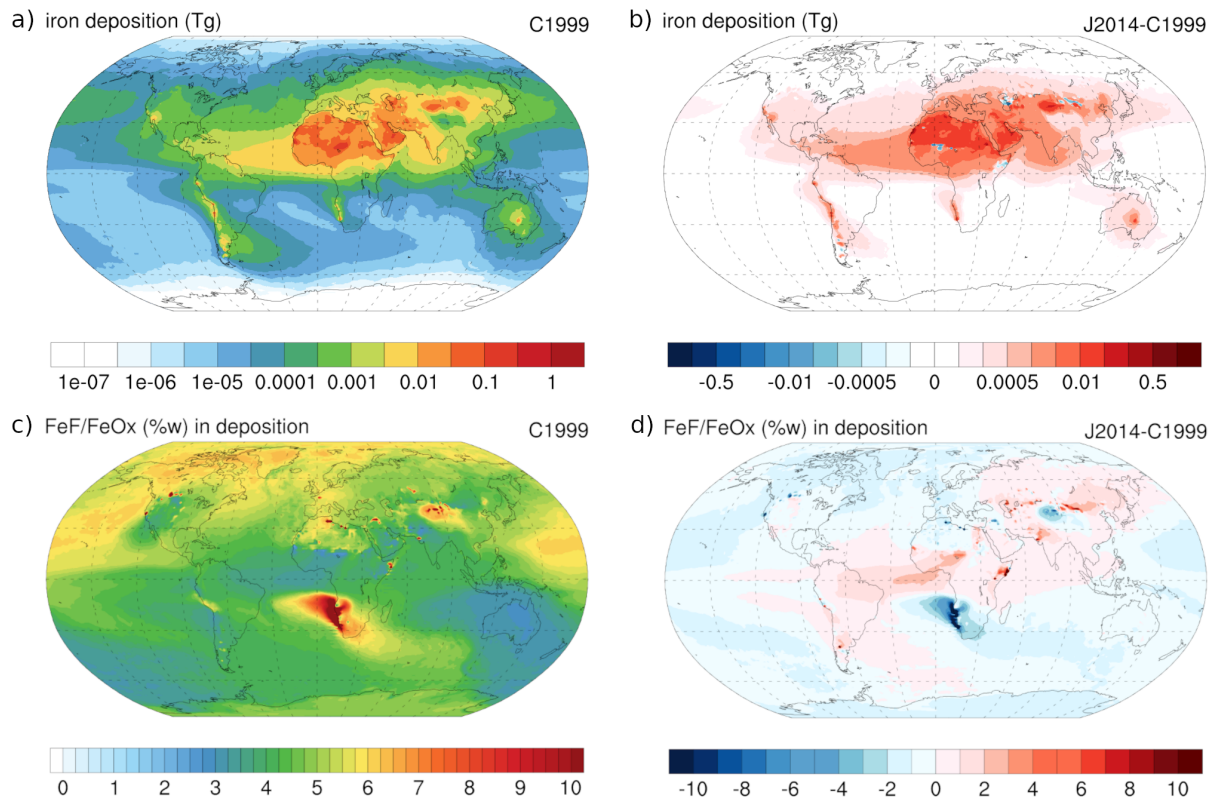 a) iron deposition (Tg) C1999
b) iron deposition (Tg) J2014-C1999
1e-07 1e-06 1e-05 0.0001 0.001 0.01 0.1 1
-0.5 -0.01 -0.0005 0 0.0005 0.01 0.5
c) FeF/FeOx (%w) in deposition C1999
d) FeF/FeOx (%w) in deposition J2014-C1999
0 1 2 3 4 5 6 7 8 9 10
-10 -8 -6 -4 -2 0 2 4 6 8 10